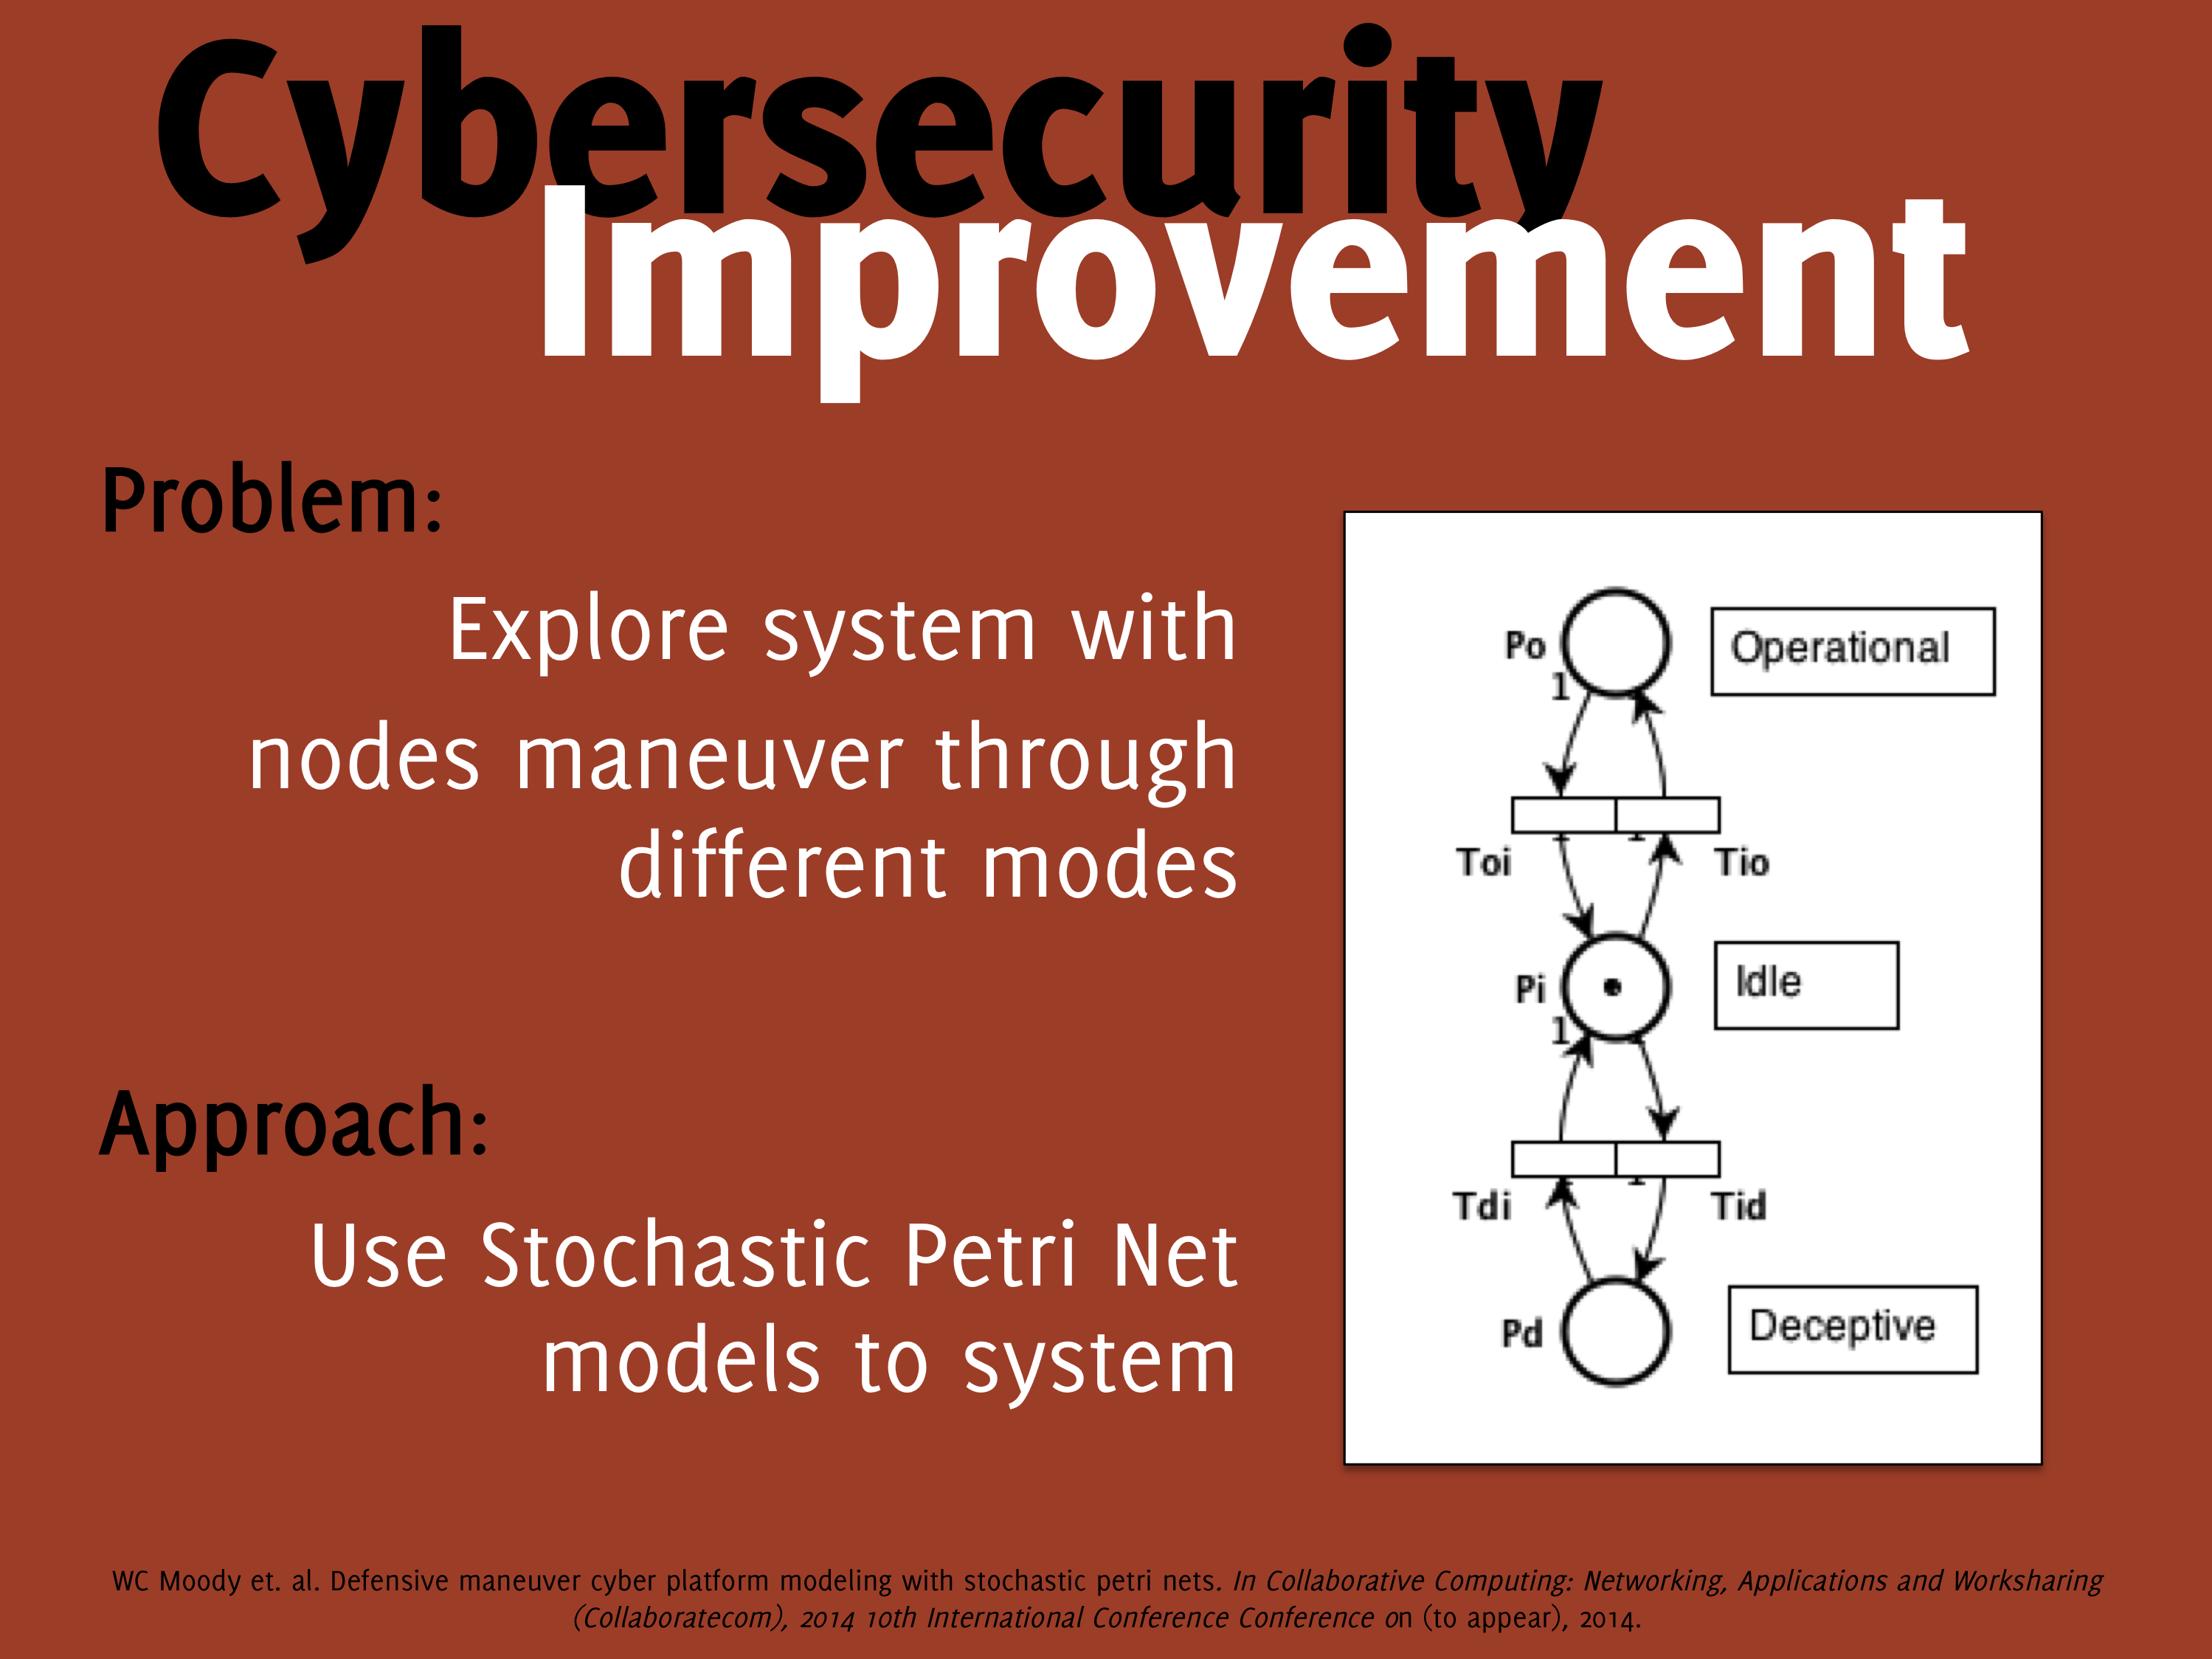 Cybersecurity
Improvement
Problem:
Explore system with
nodes maneuver through
different modes
Approach:
Use Stochastic Petri Net
models to system
Po
1
Operational
Toi
Tio
Pi
1
Idle
Tdi
Tid
Pd
Deceptive
WC Moody et. al. Defensive maneuver cyber platform modeling with stochastic petri nets. In Collaborative Computing: Networking, Applications and Worksharing
(Collaboratecom), 2014 10th International Conference Conference on (to appear), 2014.